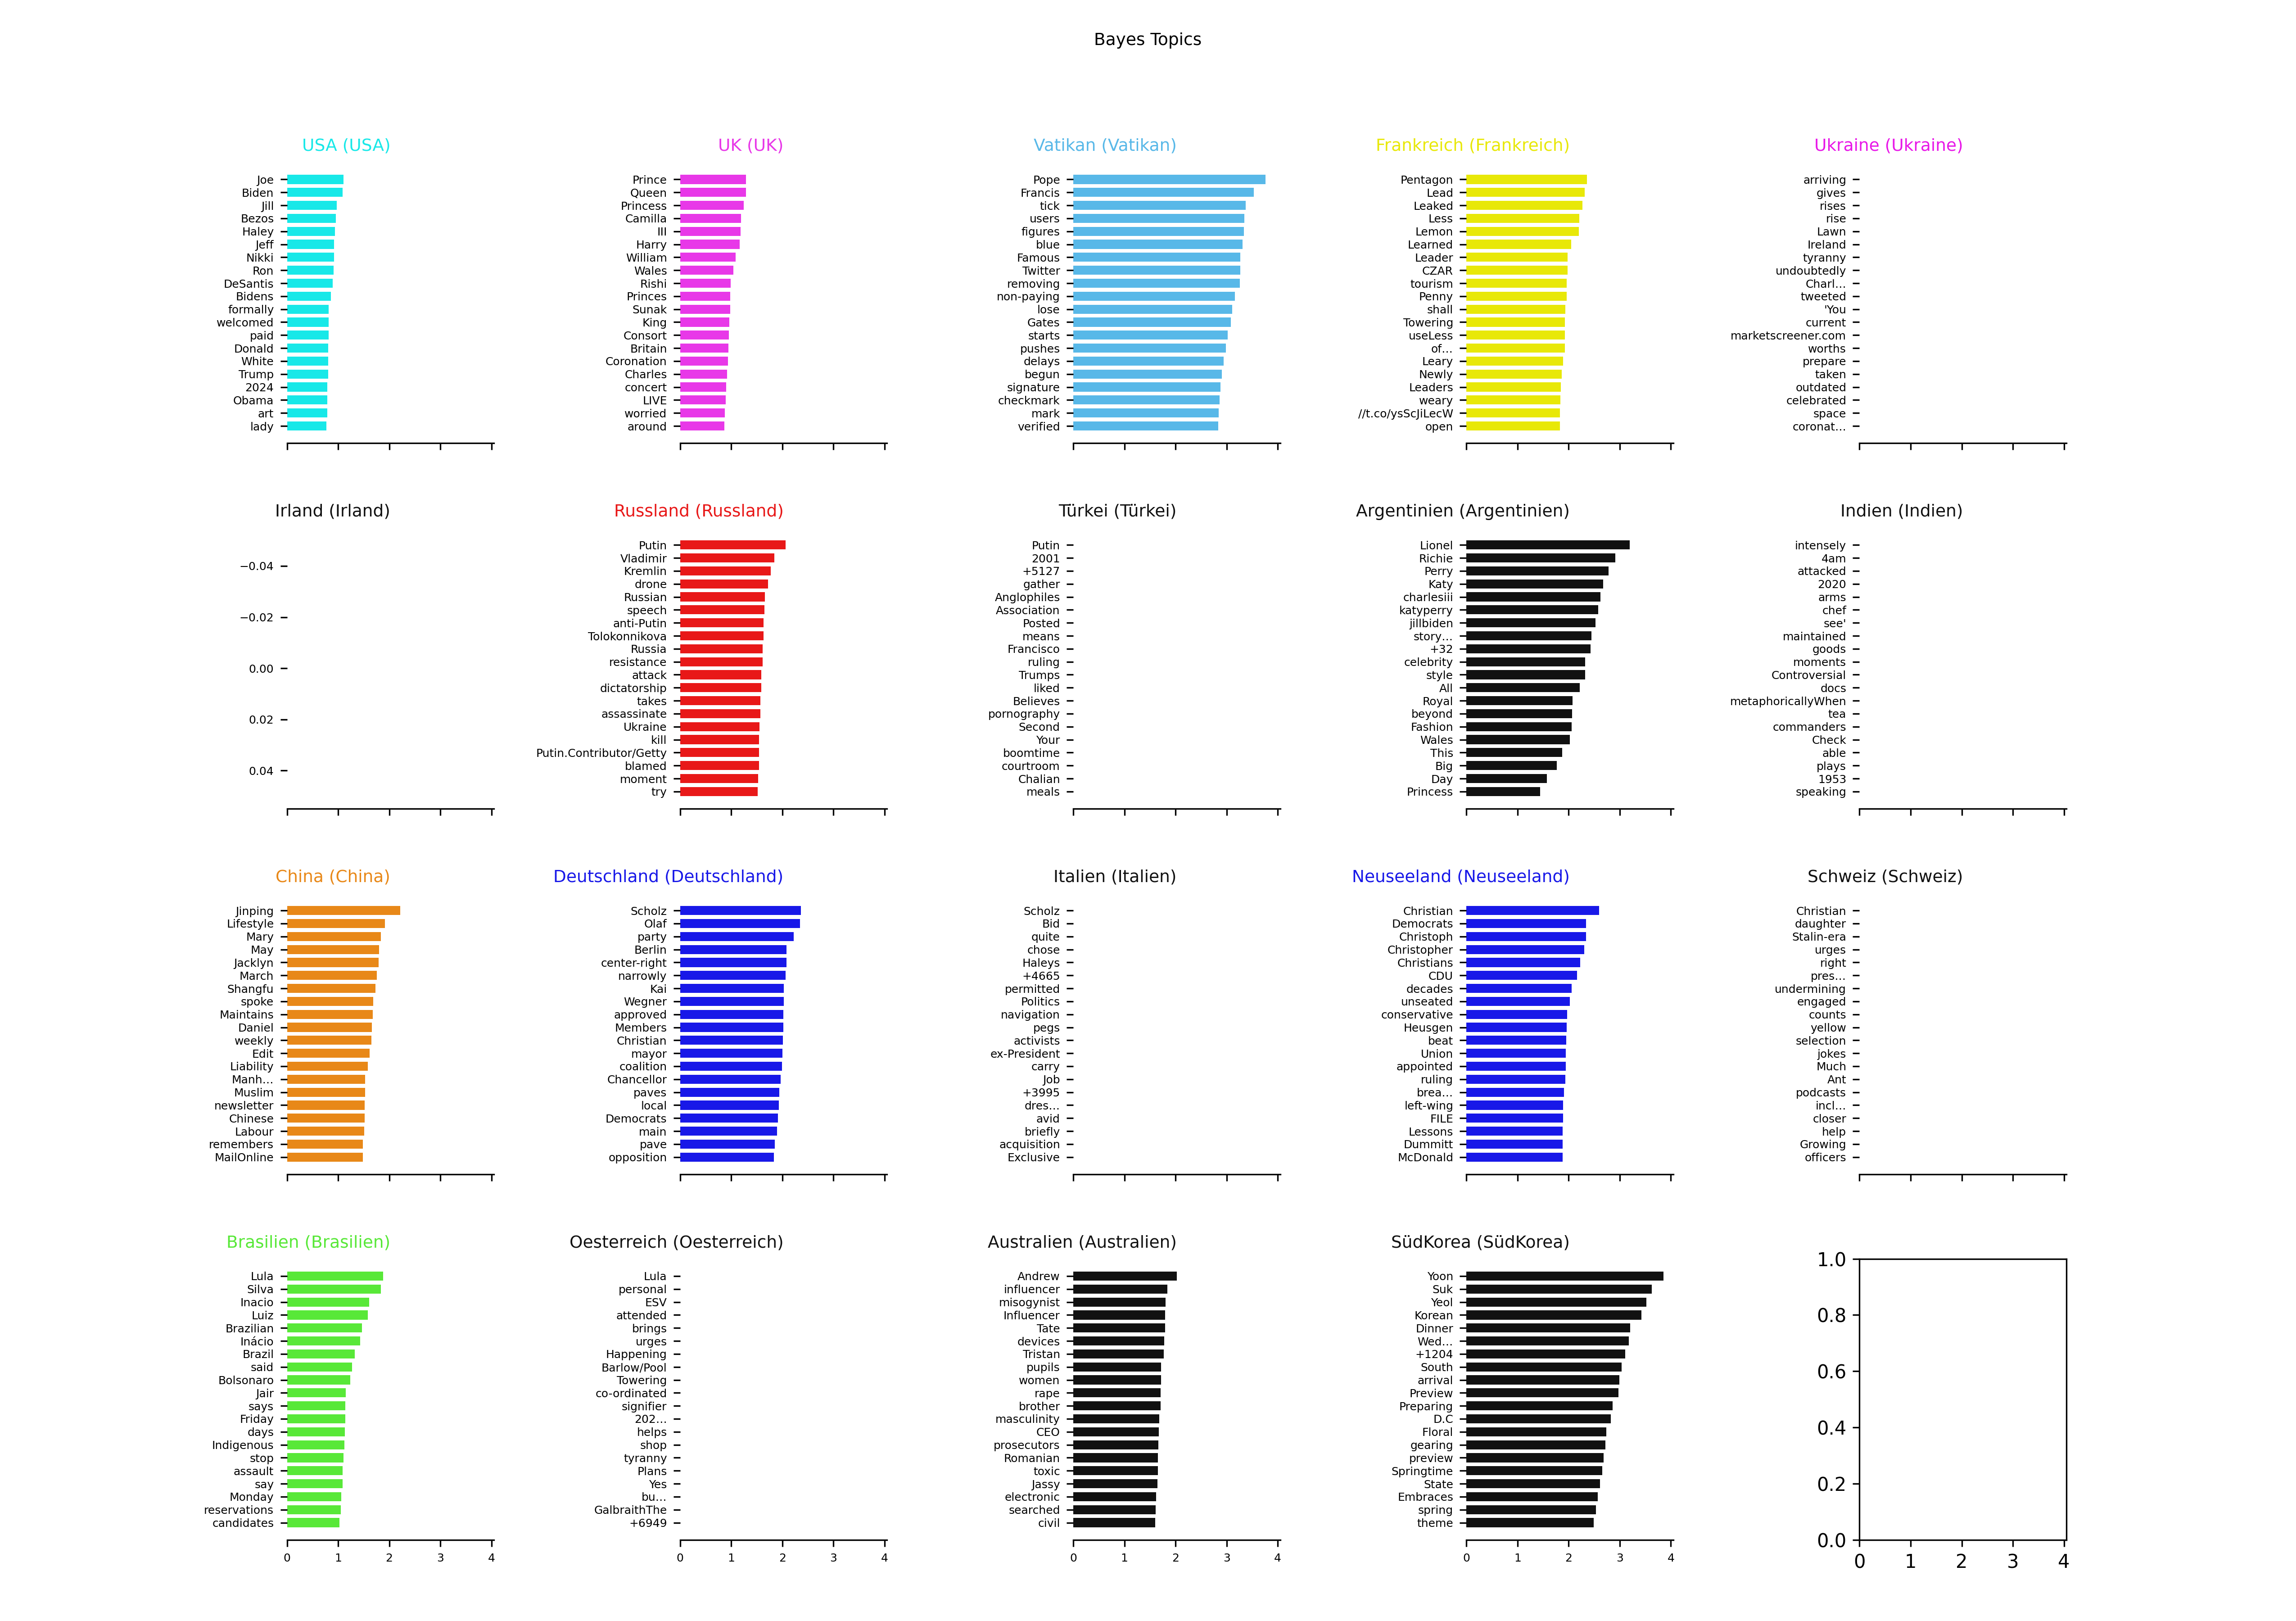 Bayes Topics
USA (USA)
Joe
Biden
Jill
Bezos
Haley
Jeff
Nikki
Ron
DeSantis
Bidens
formally
welcomed
paid
Donald
White
Trump
2024
Obama
art
lady
UK (UK)
Prince
Queen
Princess
Camilla
III
Harry
William
Wales
Rishi
Princes
Sunak
King
Consort
Britain
Coronation
Charles
concert
LIVE
worried
around
Vatikan (Vatikan)
Pope
Francis
tick
users
figures
blue
Famous
Twitter
removing
non-paying
lose
Gates
starts
pushes
delays
begun
signature
checkmark
mark
verified
Frankreich (Frankreich)
Pentagon
Lead
Leaked
Less
Lemon
Learned
Leader
CZAR
tourism
Penny
shall
Towering
useLess
of…
Leary
Newly
Leaders
weary
//t.co/ysScJiLecW
open
Ukraine (Ukraine)
arriving
gives
rises
rise
Lawn
Ireland
tyranny
undoubtedly
Charl…
tweeted
'You
current
marketscreener.com
worths
prepare
taken
outdated
celebrated
space
coronat…
Irland (Irland)
−0.04
−0.02
0.00
0.02
0.04
Russland (Russland)
Putin
Vladimir
Kremlin
drone
Russian
speech
anti-Putin
Tolokonnikova
Russia
resistance
attack
dictatorship
takes
assassinate
Ukraine
kill
Putin.Contributor/Getty
blamed
moment
try
Türkei (Türkei)
Putin
2001
+5127
gather
Anglophiles
Association
Posted
means
Francisco
ruling
Trumps
liked
Believes
pornography
Second
Your
boomtime
courtroom
Chalian
meals
Argentinien (Argentinien)
Lionel
Richie
Perry
Katy
charlesiii
katyperry
jillbiden
story…
+32
celebrity
style
All
Royal
beyond
Fashion
Wales
This
Big
Day
Princess
Indien (Indien)
intensely
4am
attacked
2020
arms
chef
see'
maintained
goods
moments
Controversial
docs
metaphoricallyWhen
tea
commanders
Check
able
plays
1953
speaking
China (China)
Jinping
Lifestyle
Mary
May
Jacklyn
March
Shangfu
spoke
Maintains
Daniel
weekly
Edit
Liability
Manh…
Muslim
newsletter
Chinese
Labour
remembers
MailOnline
Deutschland (Deutschland)
Scholz
Olaf
party
Berlin
center-right
narrowly
Kai
Wegner
approved
Members
Christian
mayor
coalition
Chancellor
paves
local
Democrats
main
pave
opposition
Italien (Italien)
Scholz
Bid
quite
chose
Haleys
+4665
permitted
Politics
navigation
pegs
activists
ex-President
carry
Job
+3995
dres…
avid
briefly
acquisition
Exclusive
Neuseeland (Neuseeland)
Christian
Democrats
Christoph
Christopher
Christians
CDU
decades
unseated
conservative
Heusgen
beat
Union
appointed
ruling
brea…
left-wing
FILE
Lessons
Dummitt
McDonald
Schweiz (Schweiz)
Christian
daughter
Stalin-era
urges
right
pres…
undermining
engaged
counts
yellow
selection
jokes
Much
Ant
podcasts
incl…
closer
help
Growing
officers
Brasilien (Brasilien)
Lula
Silva
Inacio
Luiz
Brazilian
Inácio
Brazil
said
Bolsonaro
Jair
says
Friday
days
Indigenous
stop
assault
say
Monday
reservations
candidates
0 1 2 3 4
Oesterreich (Oesterreich)
Lula
personal
ESV
attended
brings
urges
Happening
Barlow/Pool
Towering
co-ordinated
signifier
202…
helps
shop
tyranny
Plans
Yes
bu…
GalbraithThe
+6949
0 1 2 3 4
Australien (Australien)
Andrew
influencer
misogynist
Influencer
Tate
devices
Tristan
pupils
women
rape
brother
masculinity
CEO
prosecutors
Romanian
toxic
Jassy
electronic
searched
civil
0 1 2 3 4
SüdKorea (SüdKorea)
Yoon
Suk
Yeol
Korean
Dinner
Wed…
+1204
South
arrival
Preview
Preparing
D.C
Floral
gearing
preview
Springtime
State
Embraces
spring
theme
0 1 2 3 4
1.0
0.8
0.6
0.4
0.2
0.0
0 1 2 3 4